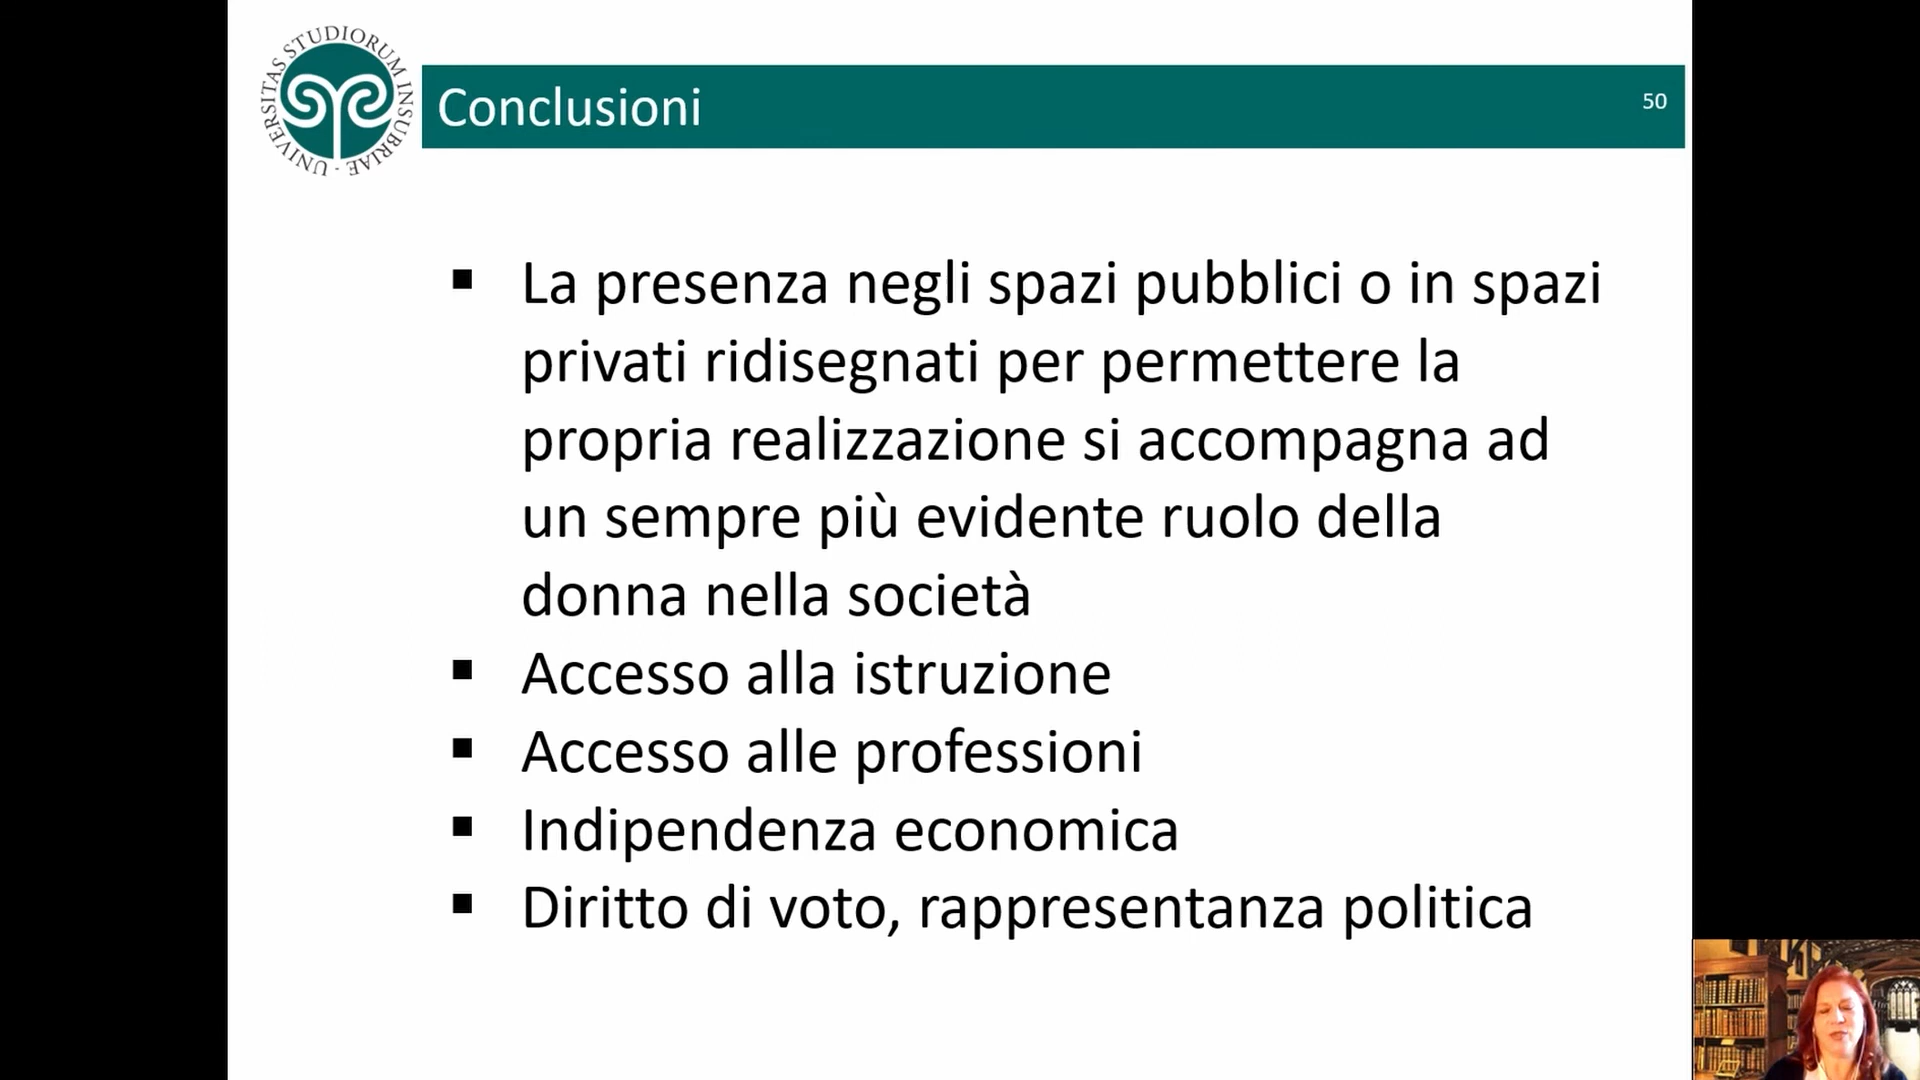 UNIVERSITAS STUDIORUM INSUBRIAE
Conclusioni
50
▪ La presenza negli spazi pubblici o in spazi
privati ridisegnati per permettere la
propria realizzazione si accompagna ad
un sempre più evidente ruolo della
donna nella società
▪ Accesso alla istruzione
▪ Accesso alle professioni
▪ Indipendenza economica
▪ Diritto di voto, rappresentanza politica